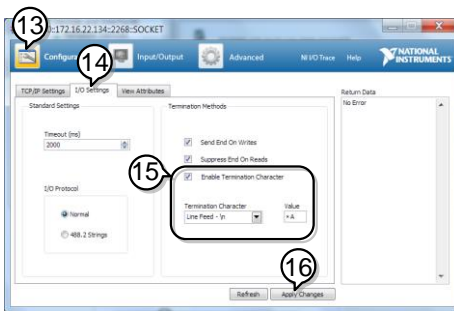 13
0::172.16.22.134::2268::SOCKET
Configura
14
Input/Output
Advanced
NI I/O Trace
Help
NATIONAL INSTRUMENTS
TCP/IP Settings
I/O Settings
View Attributes
Return Data
No Error
Standard Settings
Termination Methods
Timeout (ms)
2000
Send End On Writes
Suppress End On Reads
15
Enable Termination Character
I/O Protocol
Normal
488.2 Strings
Termination Character
Value
Line Feed - \n
16
Refresh
Apply Changes